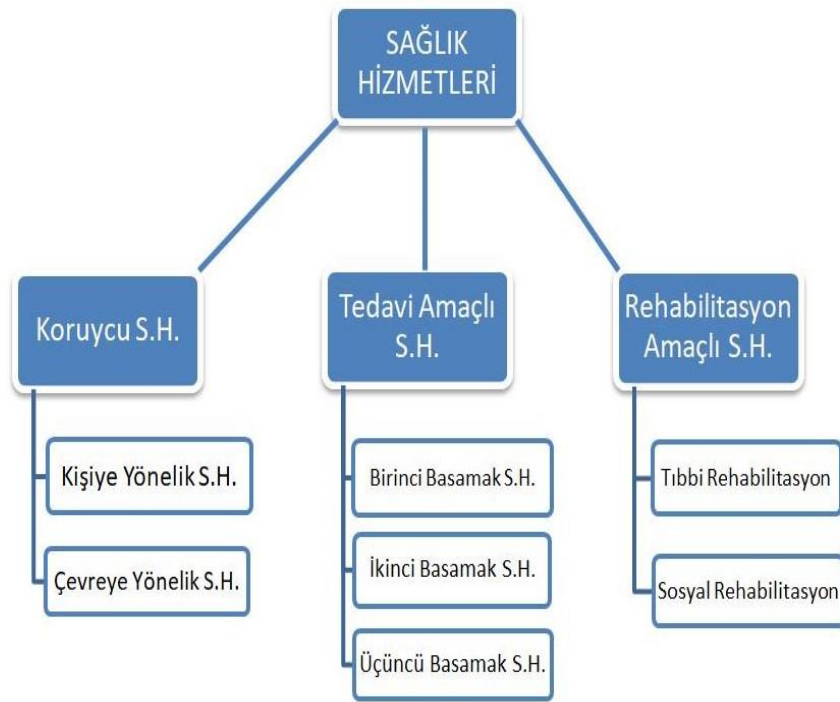 SAĞLIK
HİZMETLERİ
Koruycu S.H.
Kişiye Yönelik S.H.
Çevreye Yönelik S.H.
Tedavi Amaçlı
S.H.
Birinci Basamak S.H.
İkinci Basamak S.H.
Üçüncü Basamak S.H.
Rehabilitasyon
Amaçlı S.H.
Tıbbi Rehabilitasyon
Sosyal Rehabilitasyon